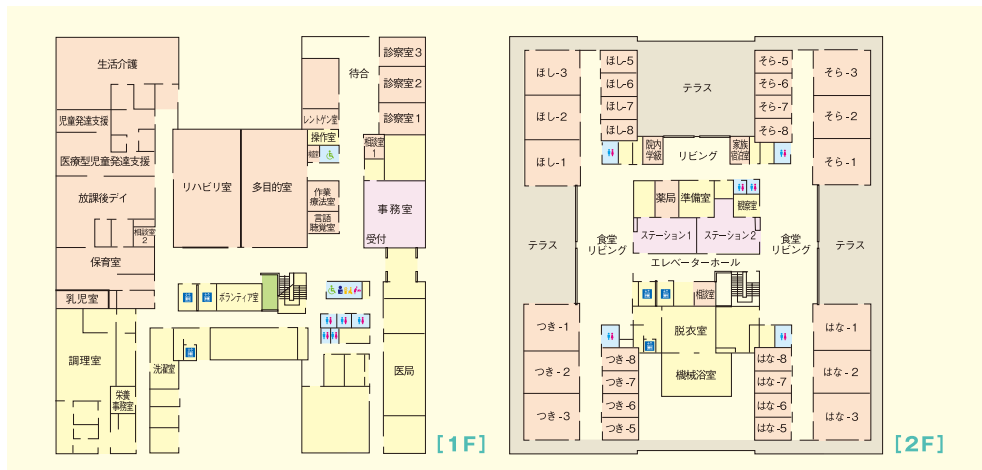 生活介護
児童発達支援
医療型児童発達支援
放課後デイ
相談室
2
保育室
乳児室
調理室
栄養
事務室
洗濯室
リハビリ室
多目的室
ボランティア室
待合
レントゲン室
操作室
作業
療法室
言語
聴覚室
診察室3
診察室2
診察室1
相談室
1
事務室
受付
医局
[1F]
ほし-3
ほし-2
ほし-1
ほし-5
ほし-6
ほし-7
ほし-8
テラス
そら-5
そら-6
そら-7
そら-8
そら-3
そら-2
そら-1
院内
学級
リビング
家族
宿泊室
薬局
準備室
観察室
ステーション1
ステーション2
テラス
食堂
リビング
食堂
リビング
テラス
エレベーターホール
相談室
脱衣室
機械浴室
つき-1
つき-2
つき-3
つき-8
つき-7
つき-6
つき-5
はな-8
はな-7
はな-6
はな-5
はな-1
はな-2
はな-3
[2F]